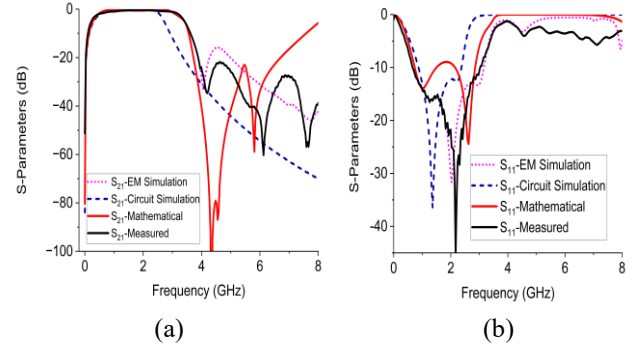 0
−20
−40
−60
−80
−100
S-Parameters (dB)
S₂₁-EM Simulation
S₂₁-Circuit Simulation
S₂₁-Mathematical
S₂₁-Measured
0 2 4 6 8
Frequency (GHz)
(a)
0
−10
−20
−30
−40
S-Parameters (dB)
S₁₁-EM Simulation
S₁₁-Circuit Simulation
S₁₁-Mathematical
S₁₁-Measured
0 2 4 6 8
Frequency (GHz)
(b)